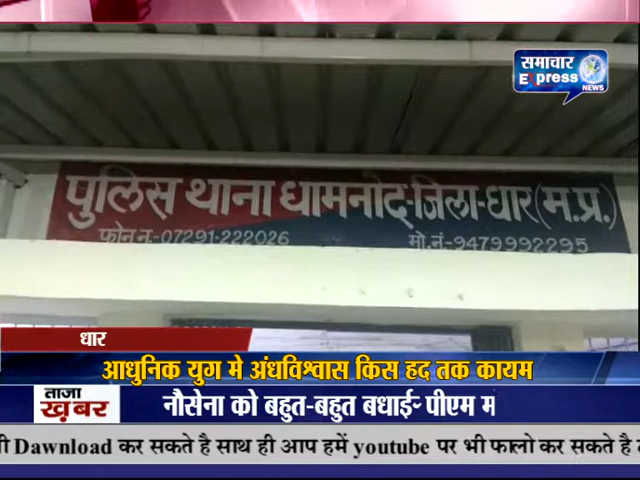 समाचार
Express
NEWS
पुलिस थाना धामनोद-जिला-धार(म.प्र.)
फोन न.-07291-222026
मो.नं-9479992295
धार
आधुनिक युग मे अंधविश्वास किस हद तक कायम
ताजा
ख़बर
नौसेना को बहुत-बहुत बधाई- पीएम म
Dawnload कर सकते है साथ ही आप हमें youtube पर भी फालो कर सकते है